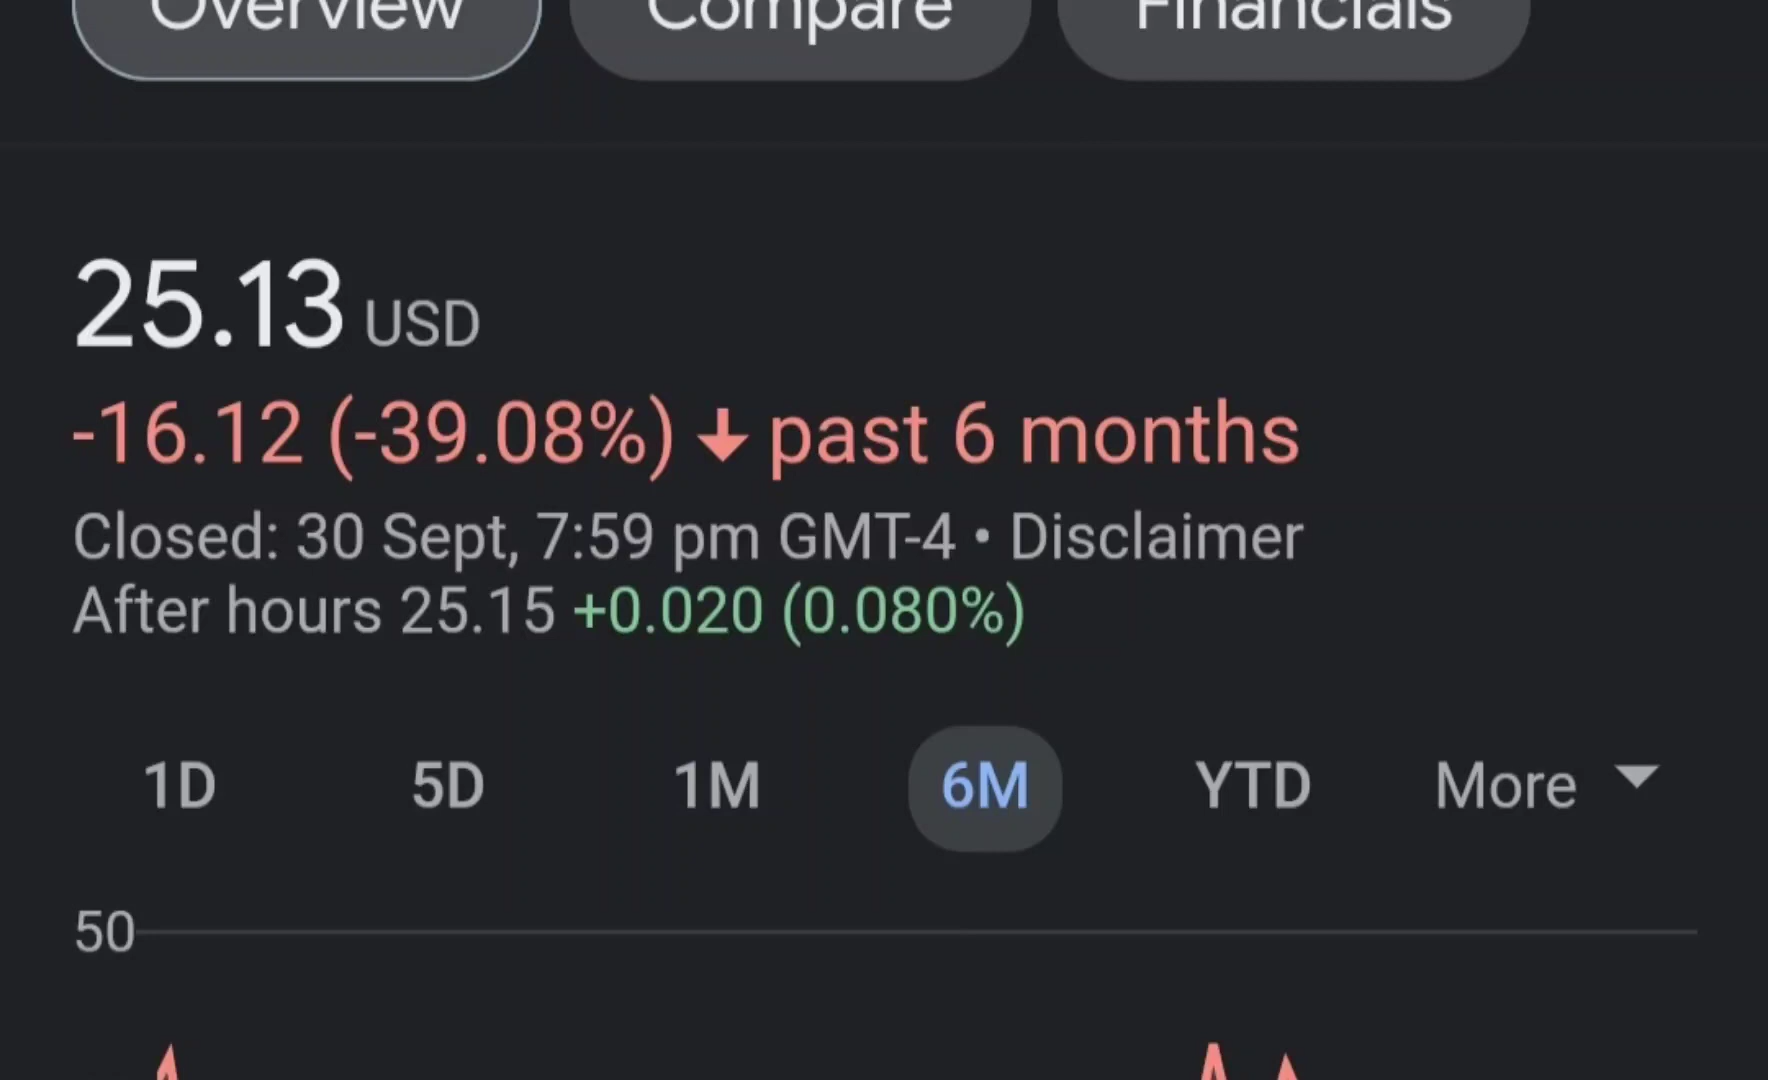 Overview Compare Financials
25.13 USD
-16.12 (-39.08%) ↓ past 6 months
Closed: 30 Sept, 7:59 pm GMT-4 • Disclaimer
After hours 25.15 +0.020 (0.080%)
1D 5D 1M 6M YTD More
50